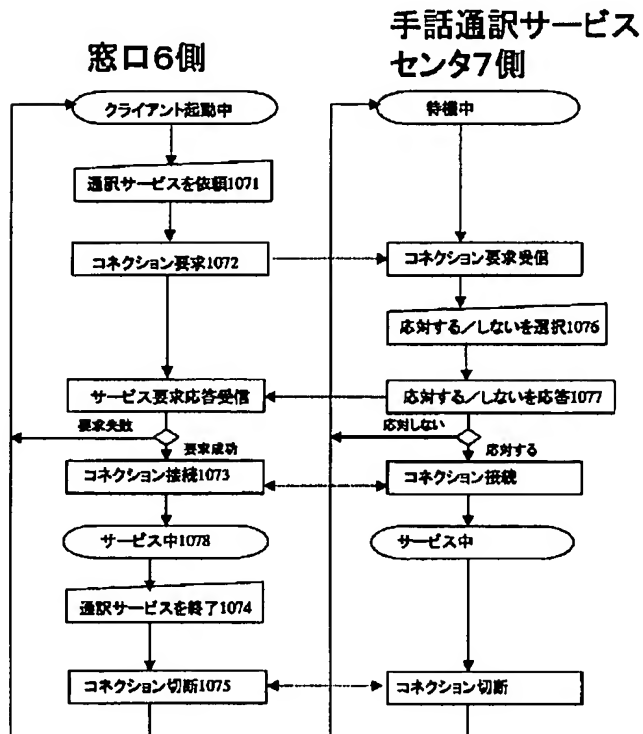 窓口6側
手話通訳サービス
センタ7側
クライアント起動中
待機中
通訳サービスを依頼1071
コネクション要求1072
コネクション要求受信
応対する／しないを選択1076
サービス要求応答受信
応対する／しないを応答1077
要求失敗
応対しない
要求成功
応対する
コネクション接続1073
コネクション接続
サービス中1078
サービス中
通訳サービスを終了1074
コネクション切断1075
コネクション切断